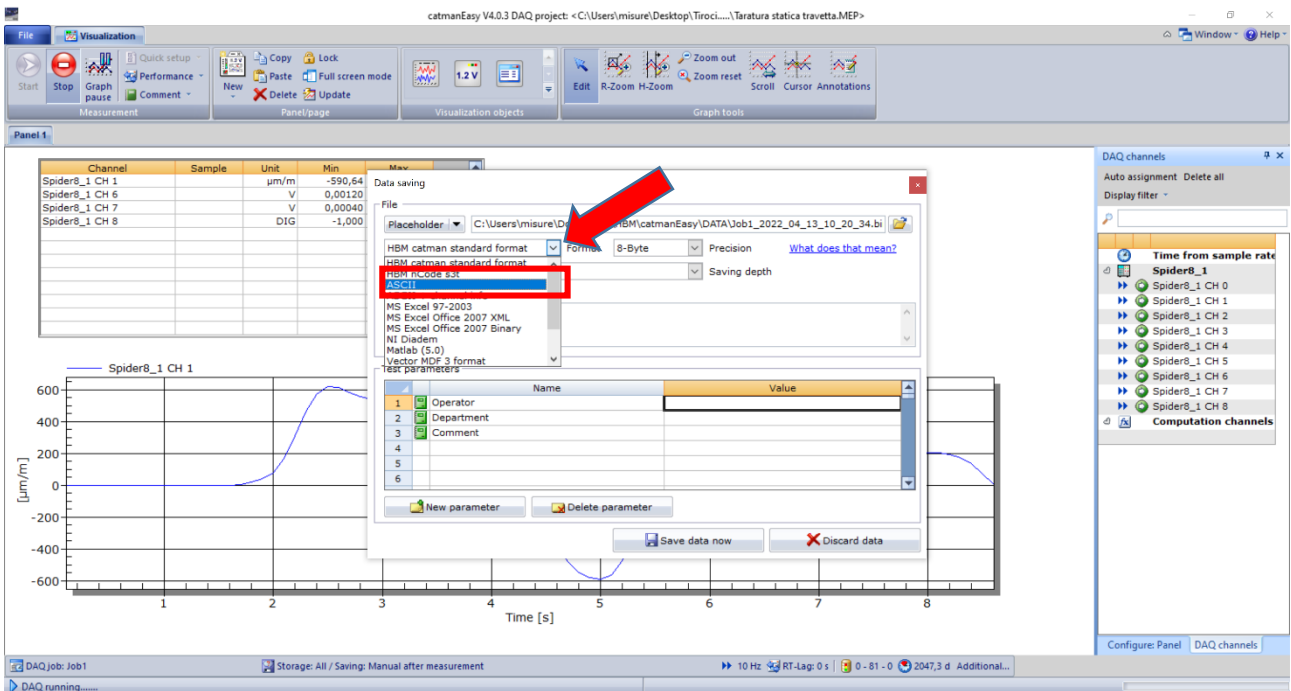 catmanEasy V4.0.3 DAQ project: <C:\Users\misure\Desktop\Tiroci.....\Taratura statica travetta.MEP>
File Visualization Window Help
Start Stop Graph pause Quick setup Performance Comment
Measurement
New Copy Paste Delete Lock Full screen mode Update
Panel/page
1.2 V
Visualization objects
Edit R-Zoom H-Zoom Zoom out Zoom reset Scroll Cursor Annotations
Graph tools
Panel 1
Channel Sample Unit Min Max
Spider8_1 CH 1 µm/m -590,64
Spider8_1 CH 6 V 0,00120
Spider8_1 CH 7 V 0,00040
Spider8_1 CH 8 DIG -1,000
Data saving
File
Placeholder C:\Users\misure\D HBM\catmanEasy\DATA\Job1_2022_04_13_10_20_34.bi
HBM catman standard format Format 8-Byte Precision What does that mean?
Saving depth
HBM catman standard format
HBM nCode s3t
ASCII
MS Excel 97-2003
MS Excel Office 2007 XML
MS Excel Office 2007 Binary
NI Diadem
Matlab (5.0)
Vector MDF 3 format
Test parameters
Name Value
1 Operator
2 Department
3 Comment
4
5
6
New parameter Delete parameter
Save data now Discard data
Spider8_1 CH 1
600
400
200
0
-200
-400
-600
[µm/m]
1 2 3 4 5 6 7 8
Time [s]
DAQ channels
Auto assignment Delete all
Display filter
Time from sample rate
Spider8_1
Spider8_1 CH 0
Spider8_1 CH 1
Spider8_1 CH 2
Spider8_1 CH 3
Spider8_1 CH 4
Spider8_1 CH 5
Spider8_1 CH 6
Spider8_1 CH 7
Spider8_1 CH 8
fx Computation channels
Configure: Panel DAQ channels
DAQ job: Job1 Storage: All / Saving: Manual after measurement 10 Hz RT-Lag: 0 s 0 - 81 - 0 2047,3 d Additional...
DAQ running.......